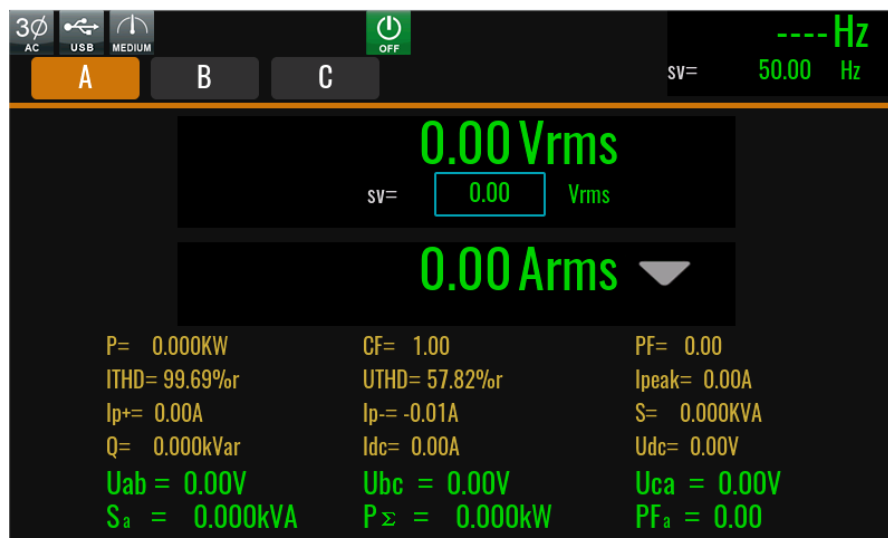 3Ø AC USB MEDIUM OFF ----Hz
A B C sv= 50.00 Hz
0.00 Vrms
sv= 0.00 Vrms
0.00 Arms
P= 0.000KW CF= 1.00 PF= 0.00
ITHD= 99.69%r UTHD= 57.82%r Ipeak= 0.00A
Ip+= 0.00A Ip-= -0.01A S= 0.000KVA
Q= 0.000kVar Idc= 0.00A Udc= 0.00V
Uab = 0.00V Ubc = 0.00V Uca = 0.00V
Sa = 0.000kVA PΣ = 0.000kW PFa = 0.00